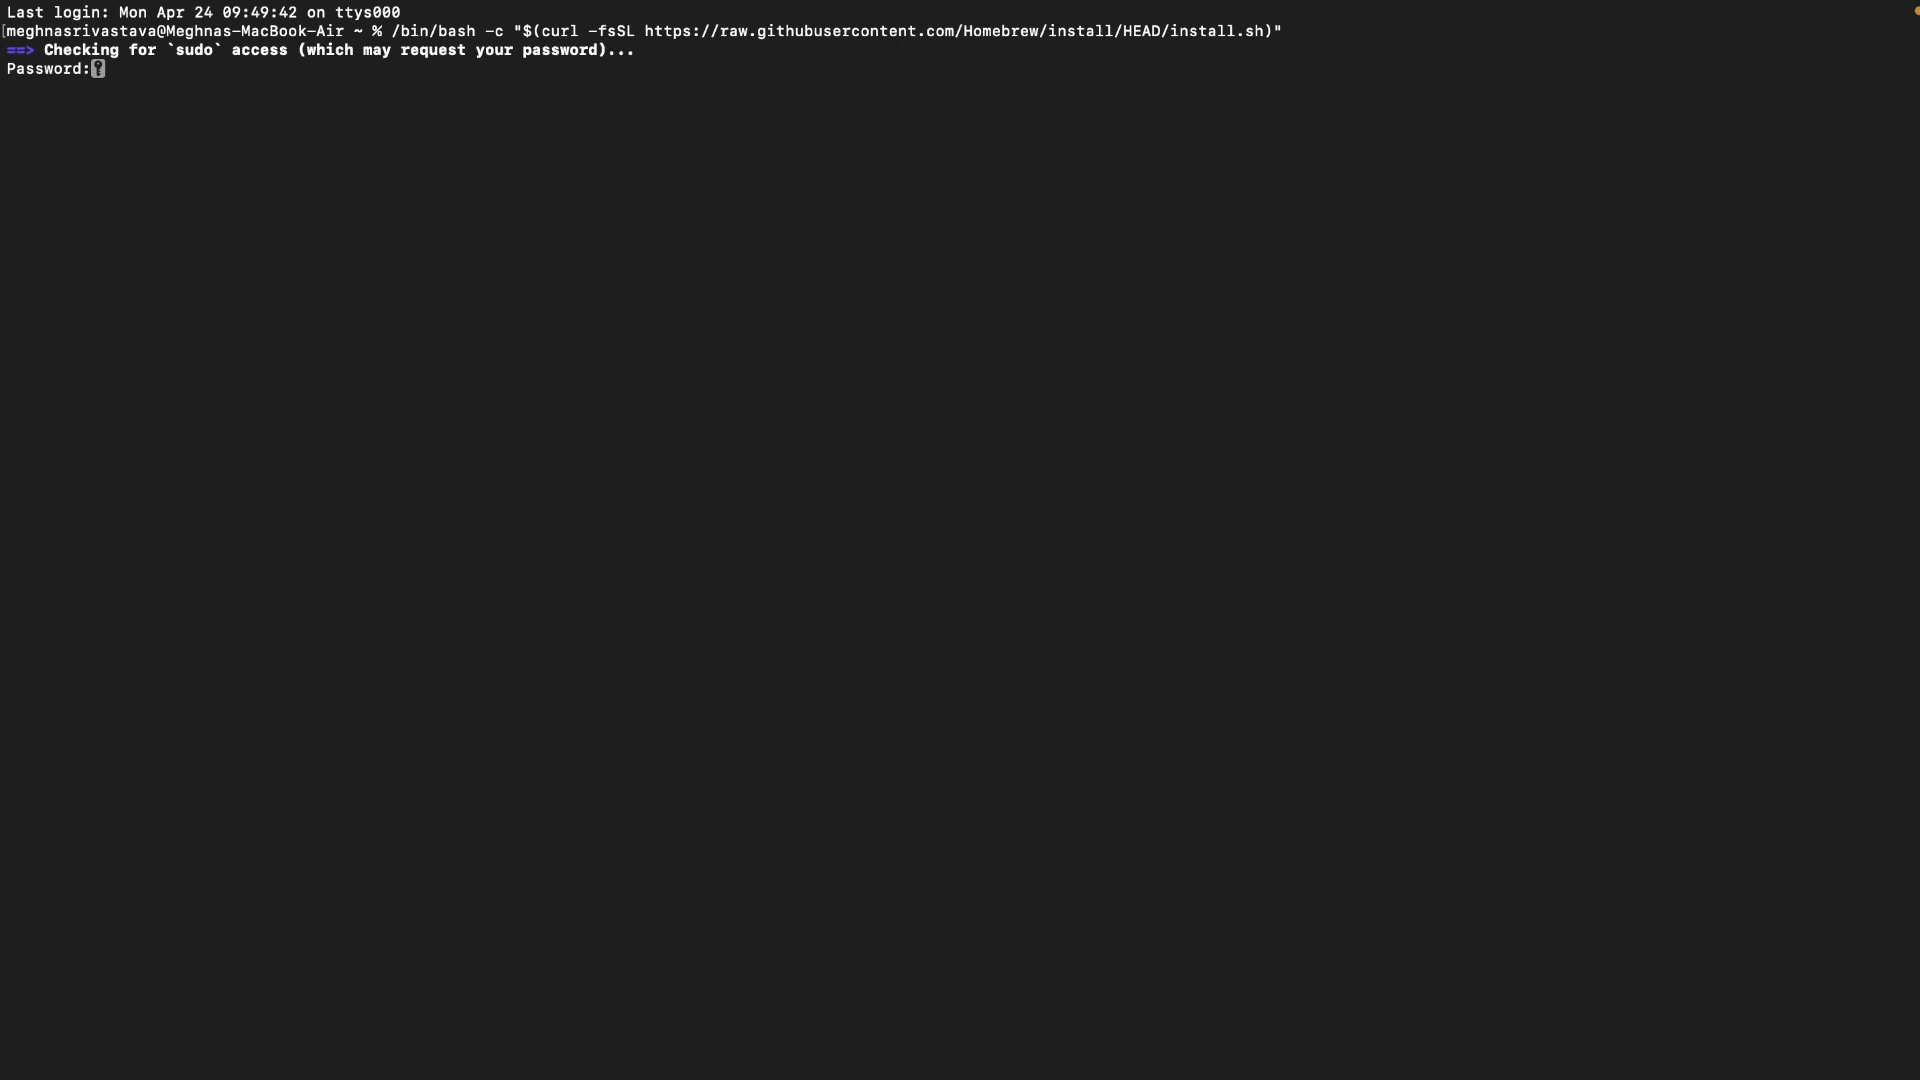 Last login: Mon Apr 24 09:49:42 on ttys000
[meghnasrivastava@Meghnas-MacBook-Air ~ % /bin/bash -c "$(curl -fsSL https://raw.githubusercontent.com/Homebrew/install/HEAD/install.sh)"
==> Checking for `sudo` access (which may request your password)...
Password: